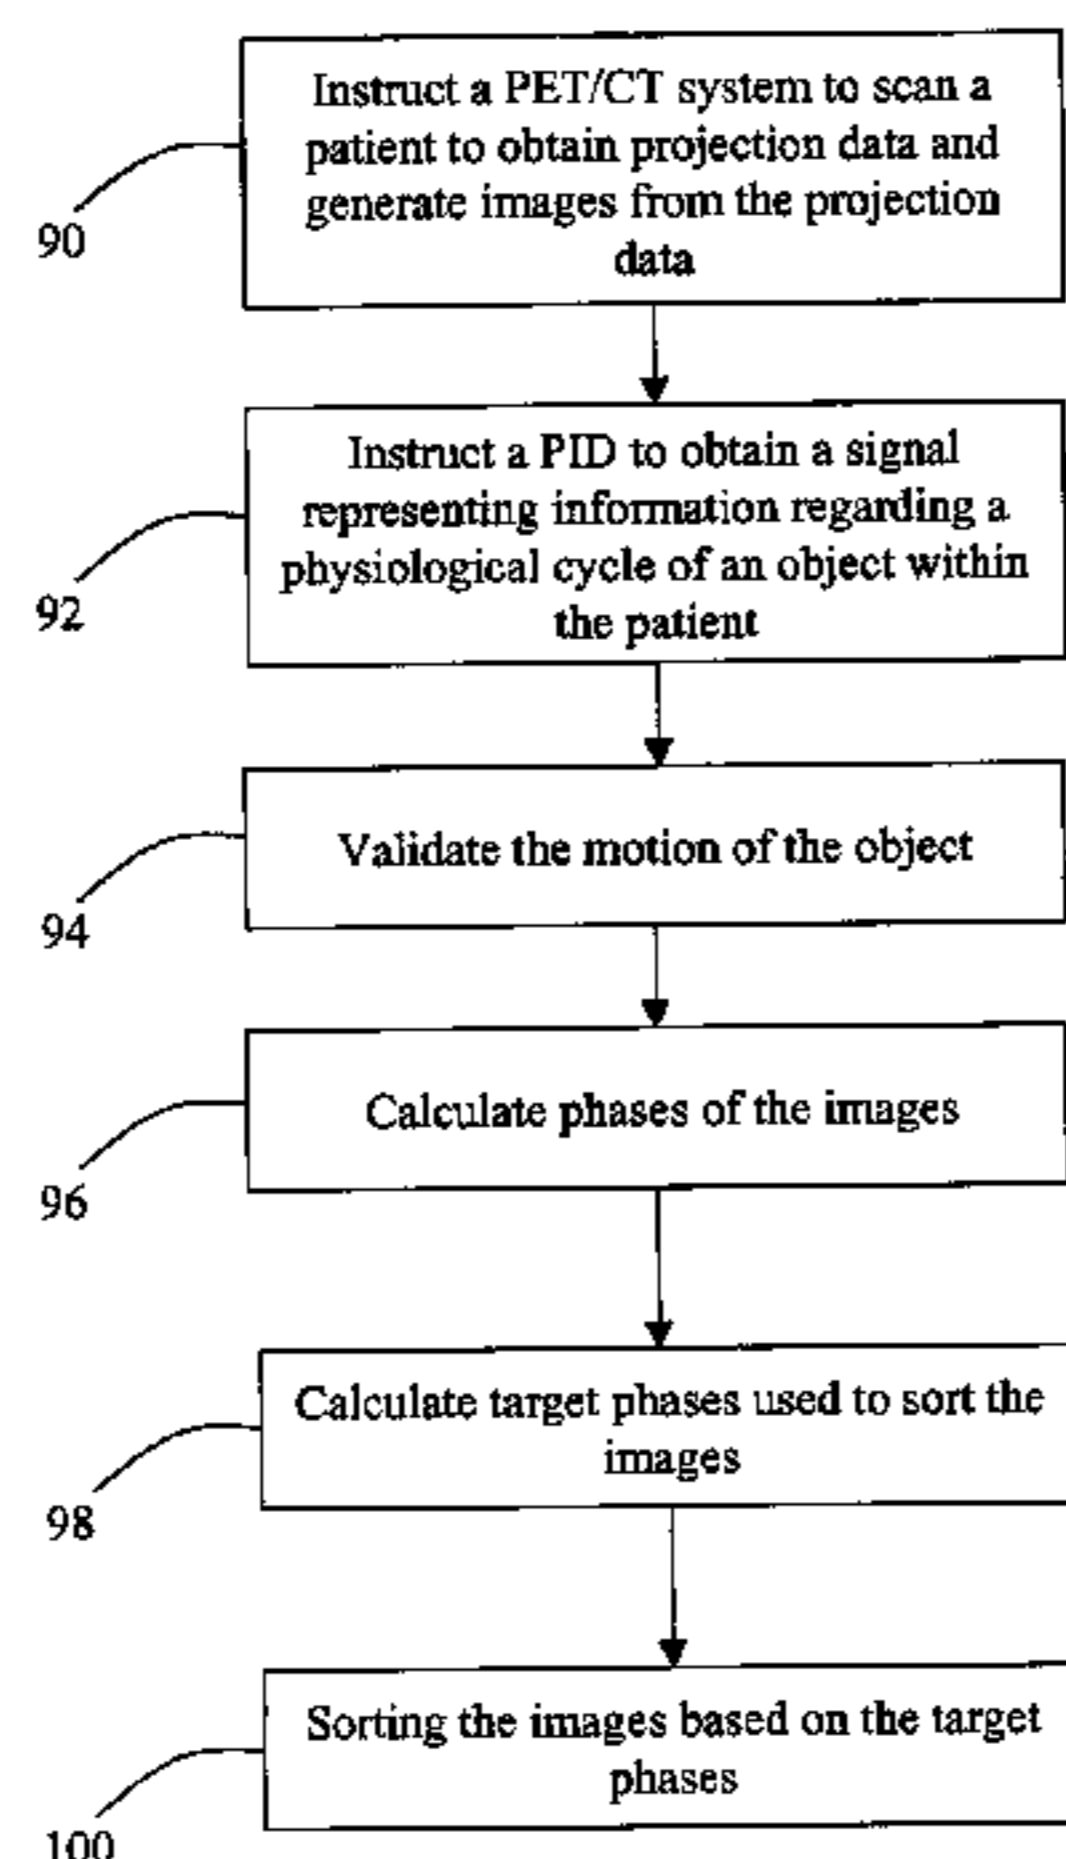 Instruct a PET/CT system to scan a
patient to obtain projection data and
generate images from the projection
data
90
Instruct a PID to obtain a signal
representing information regarding a
physiological cycle of an object within
the patient
92
Validate the motion of the object
94
Calculate phases of the images
96
Calculate target phases used to sort the
images
98
Sorting the images based on the target
phases
100